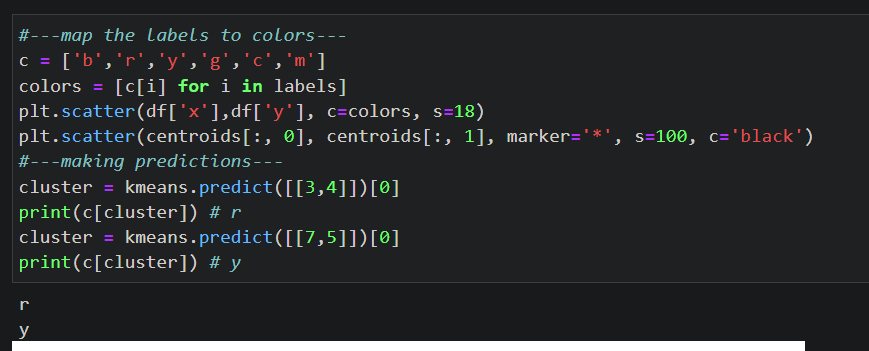 #---map the labels to colors---
c = ['b','r','y','g','c','m']
colors = [c[i] for i in labels]
plt.scatter(df['x'],df['y'], c=colors, s=18)
plt.scatter(centroids[:, 0], centroids[:, 1], marker='*', s=100, c='black')
#---making predictions---
cluster = kmeans.predict([[3,4]])[0]
print(c[cluster]) # r
cluster = kmeans.predict([[7,5]])[0]
print(c[cluster]) # y
r
y